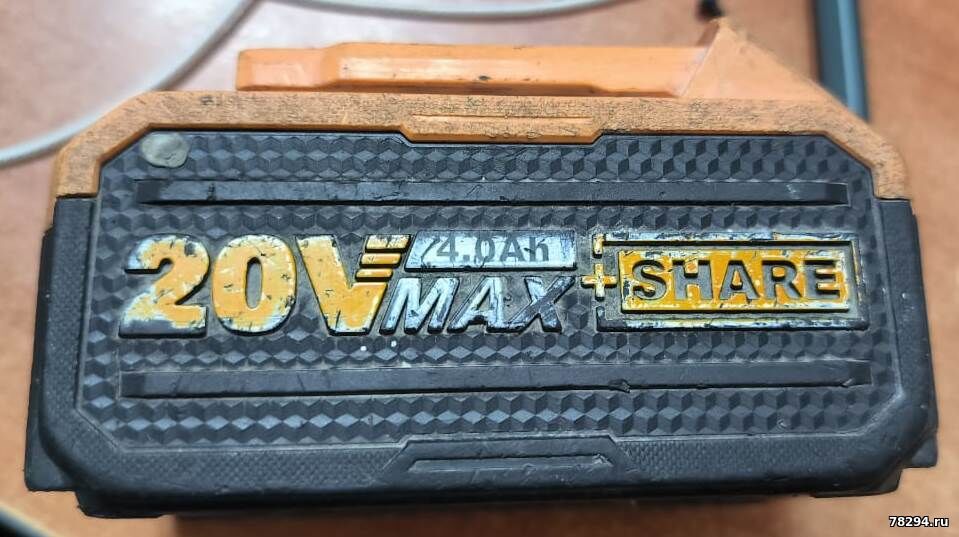 20V 4.0Ah
MAX
+SHARE
78294.ru